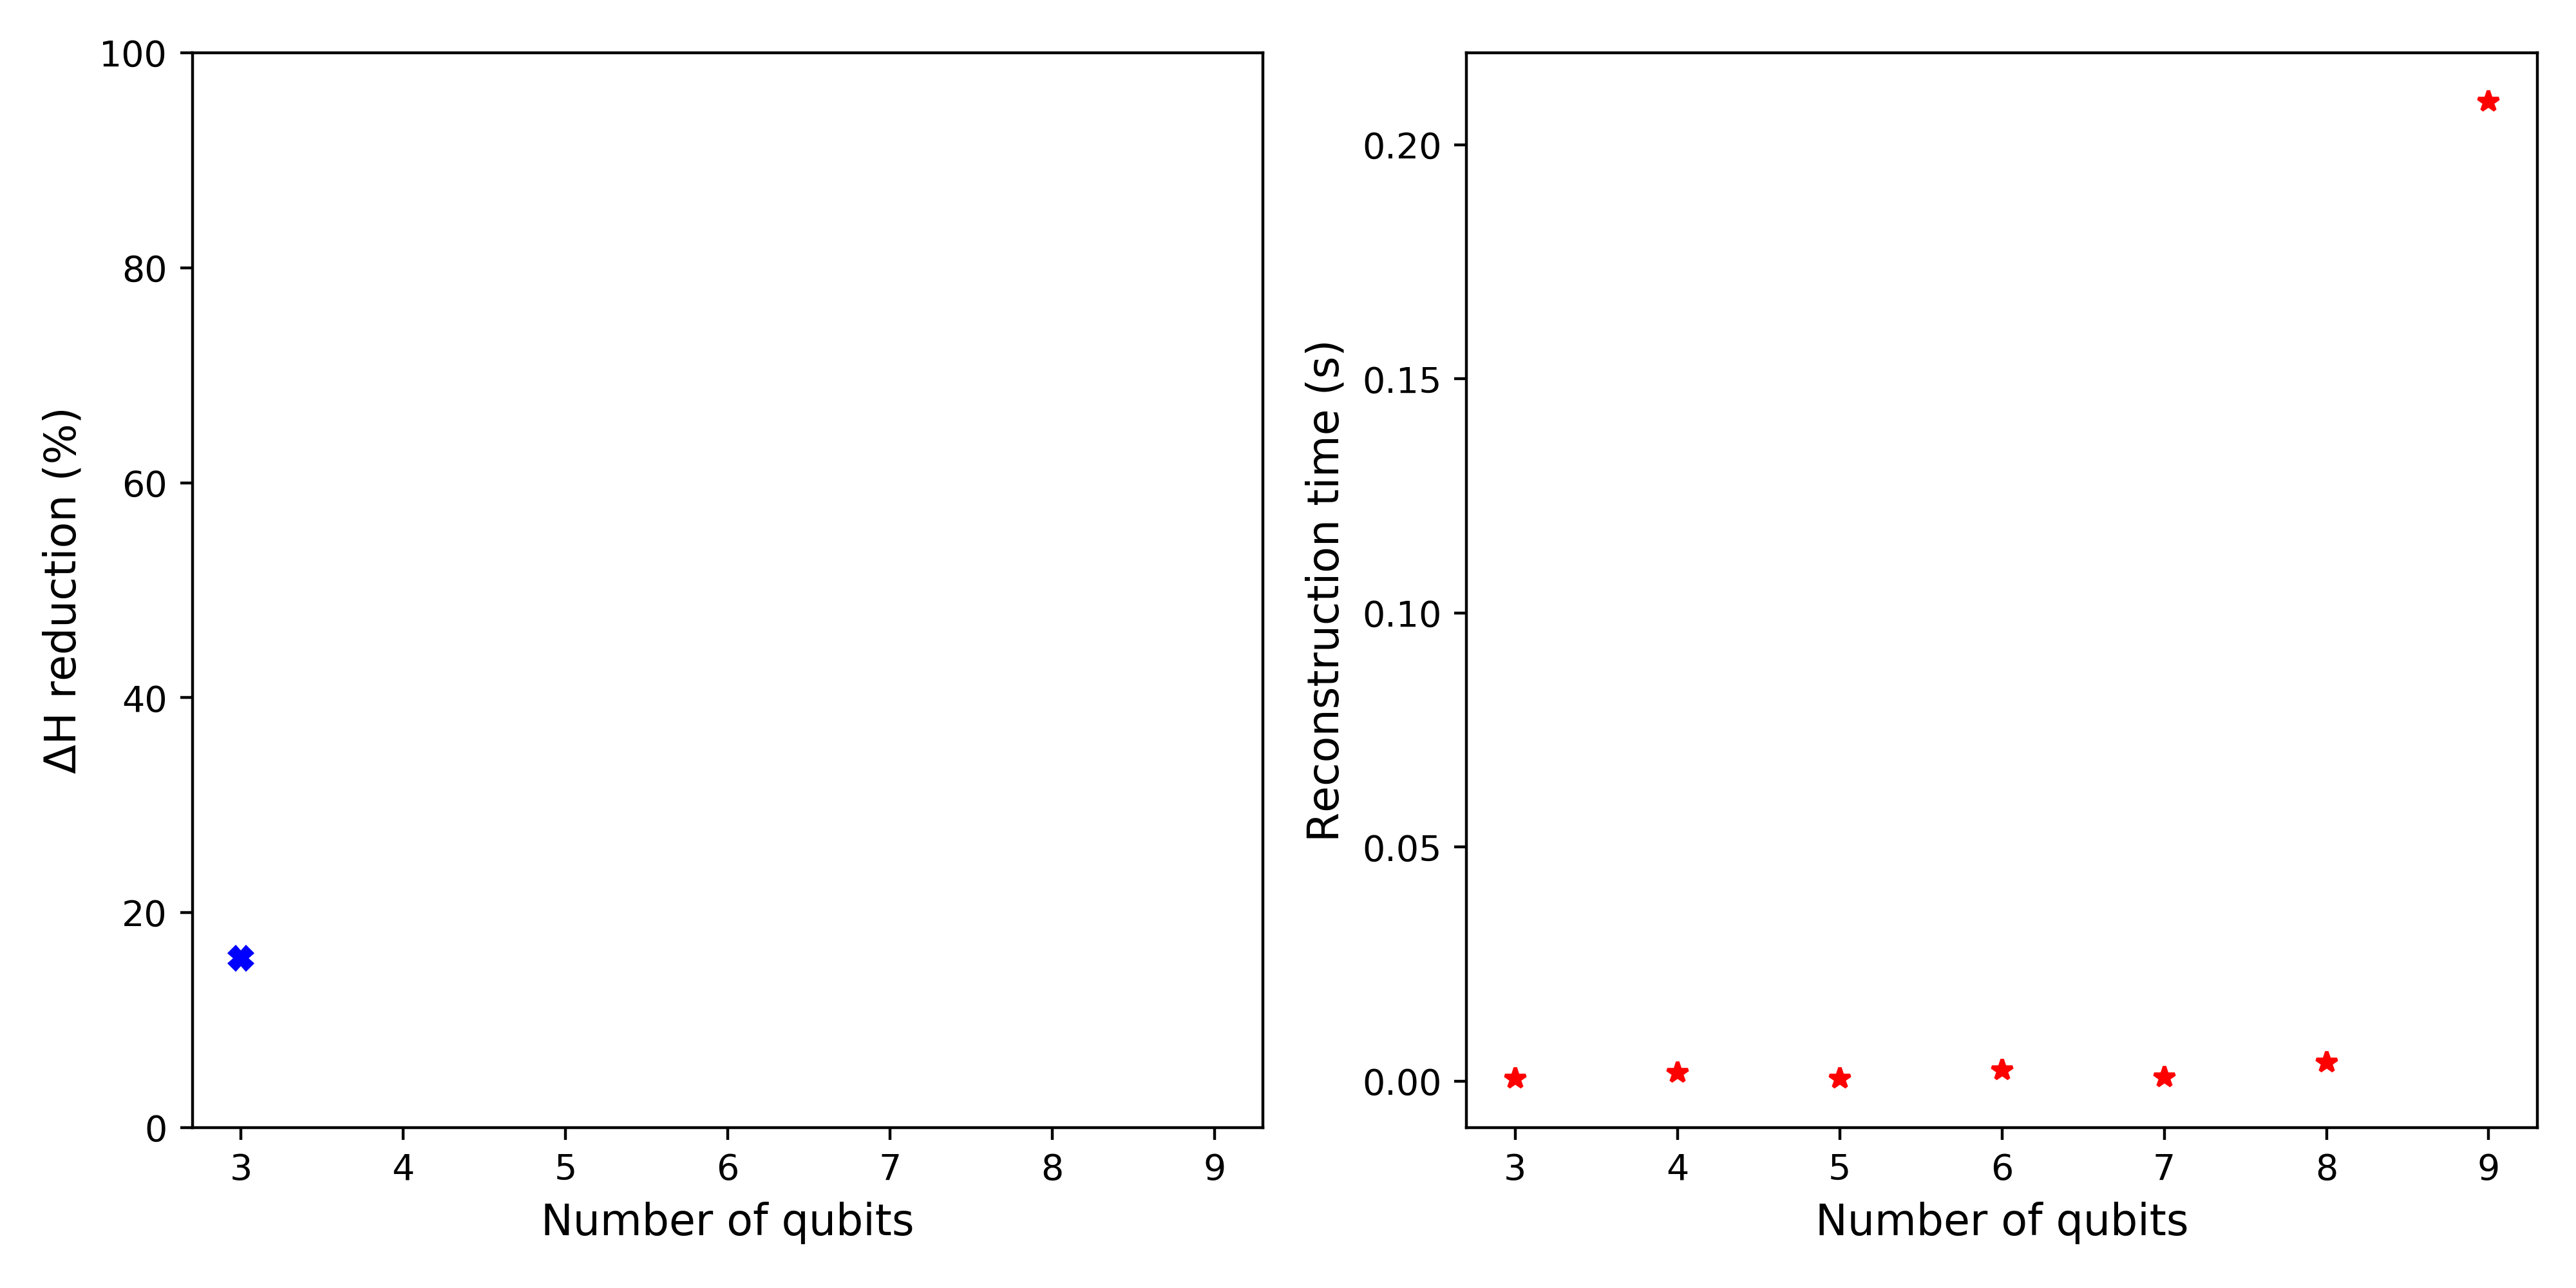 100
80
60
40
20
0
ΔH reduction (%)
3 4 5 6 7 8 9
Number of qubits
0.20
0.15
0.10
0.05
0.00
Reconstruction time (s)
3 4 5 6 7 8 9
Number of qubits